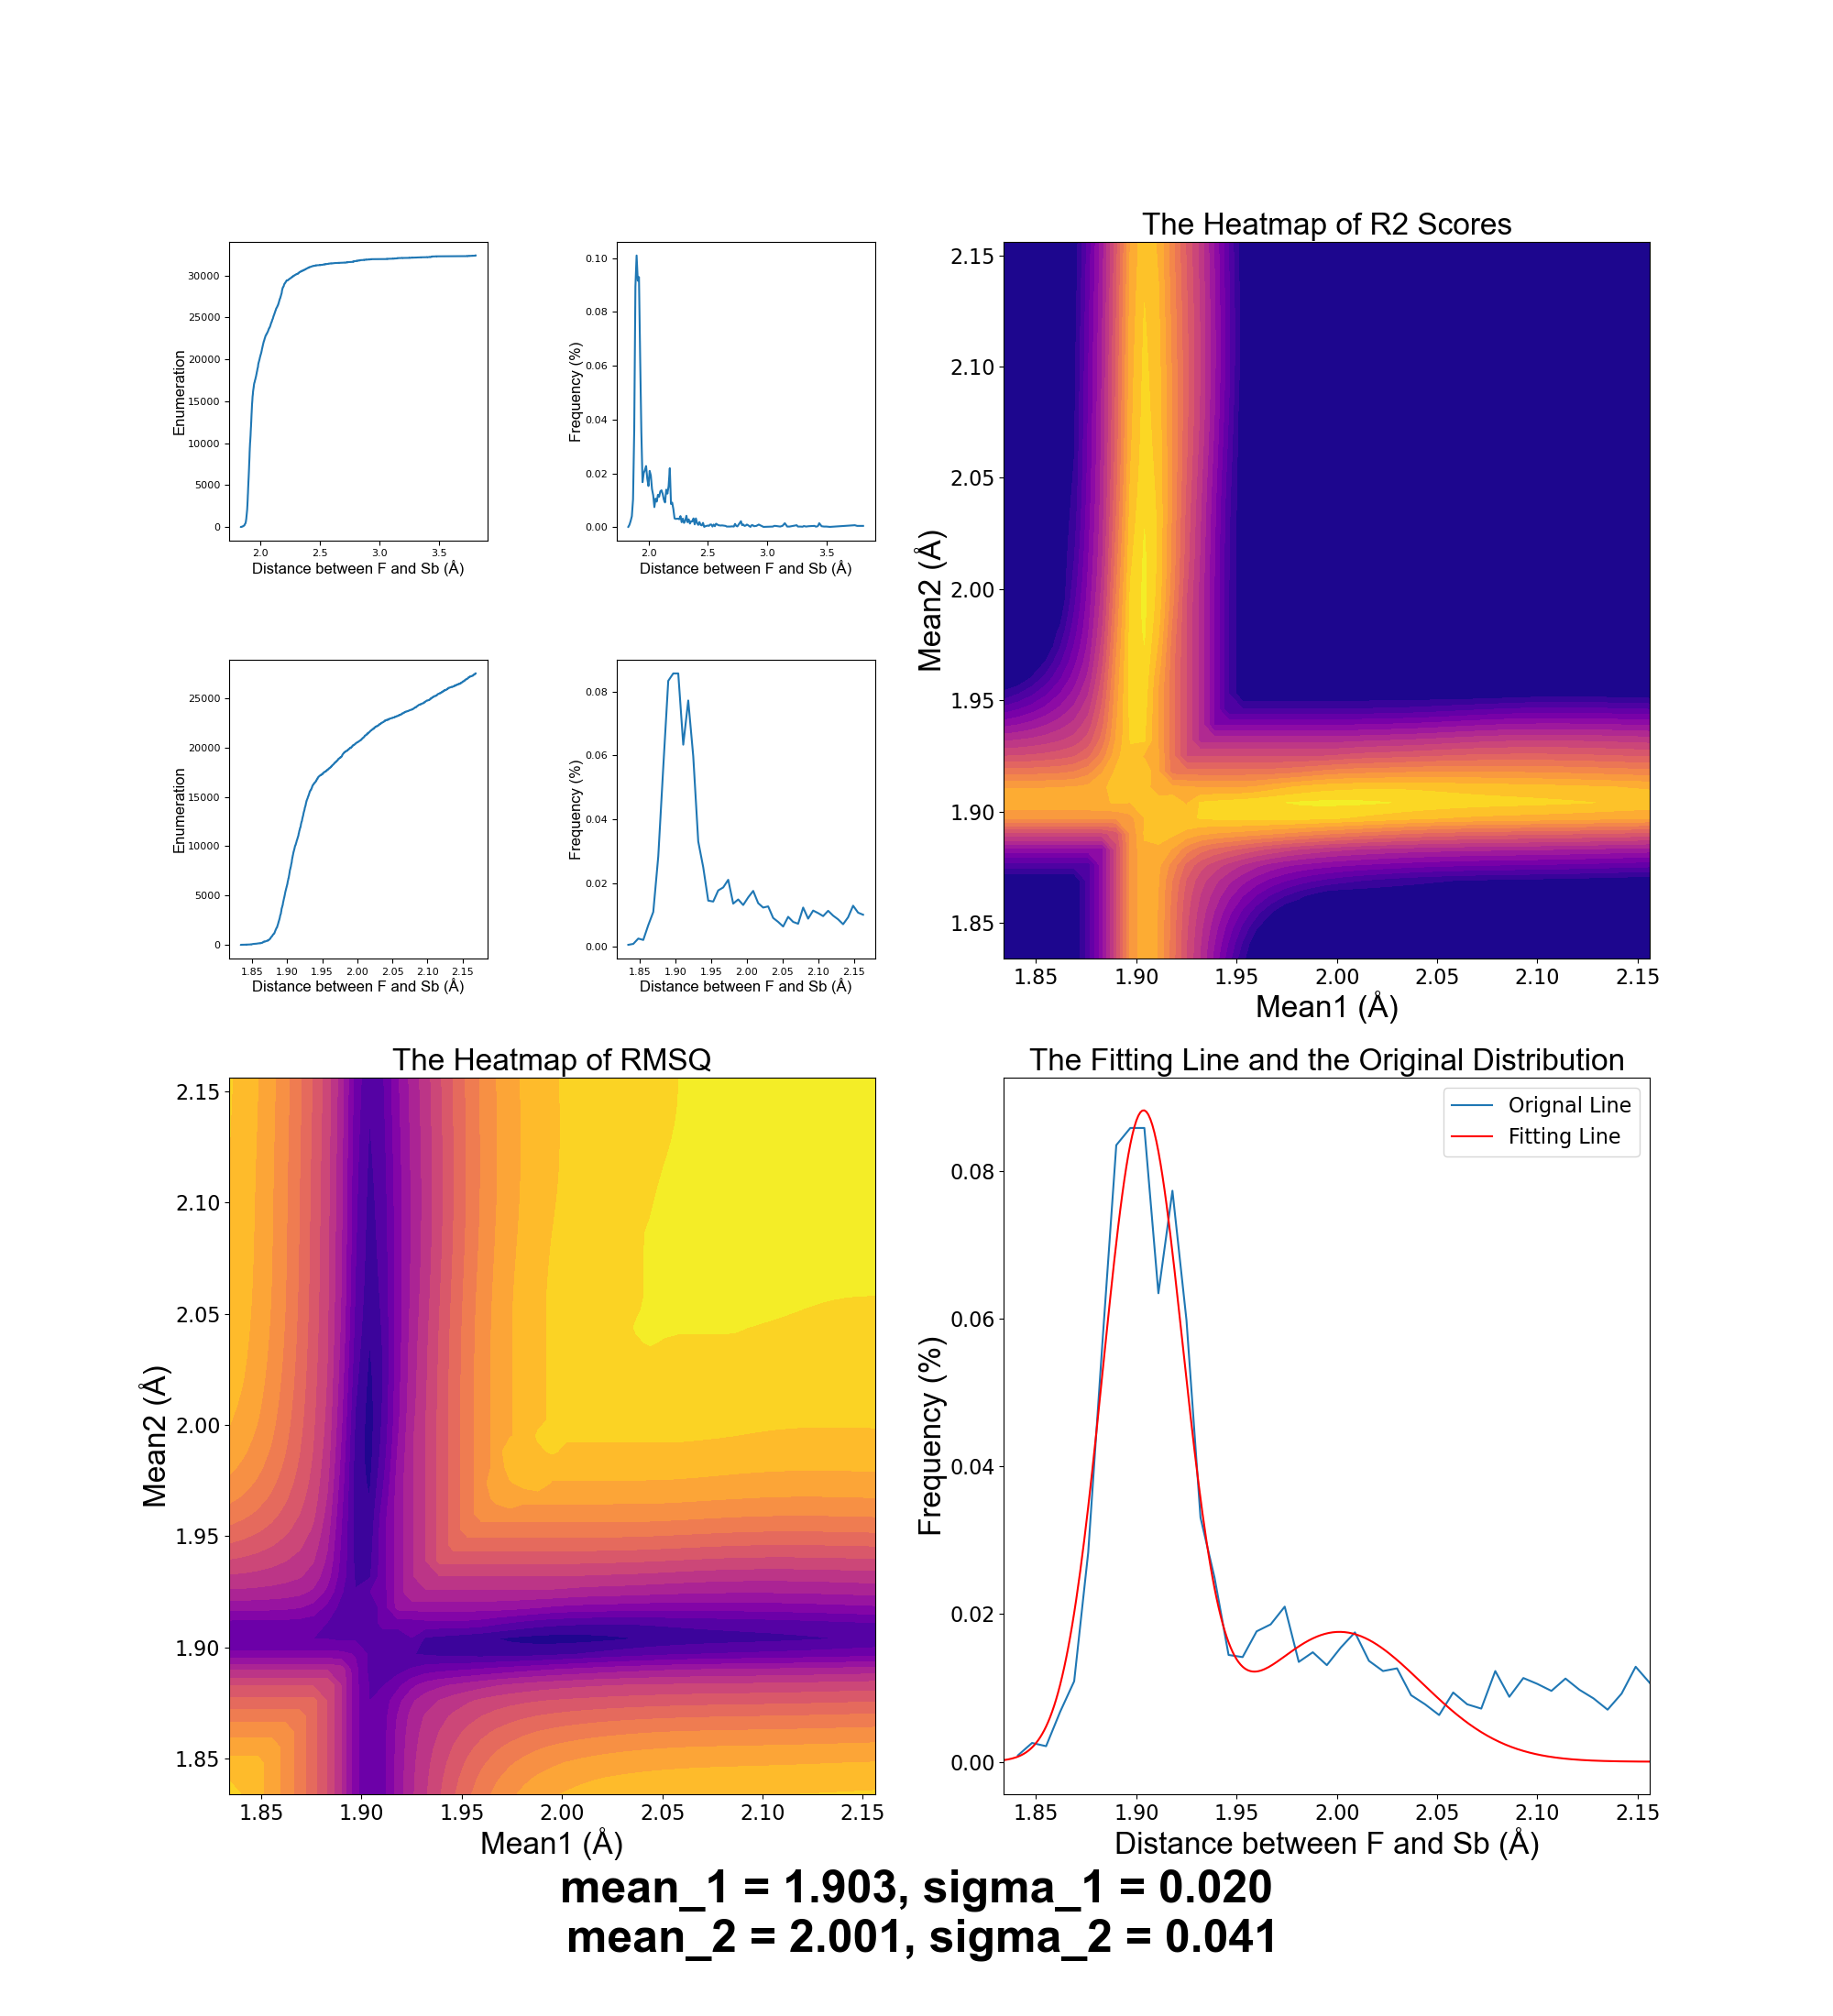 30000
25000
20000
15000
10000
5000
0
Enumeration
2.0 2.5 3.0 3.5
Distance between F and Sb (Å)
0.10
0.08
0.06
0.04
0.02
0.00
Frequency (%)
2.0 2.5 3.0 3.5
Distance between F and Sb (Å)
The Heatmap of R2 Scores
2.15
2.10
2.05
2.00
1.95
1.90
1.85
Mean2 (Å)
1.85 1.90 1.95 2.00 2.05 2.10 2.15
Mean1 (Å)
25000
20000
15000
10000
5000
0
Enumeration
1.85 1.90 1.95 2.00 2.05 2.10 2.15
Distance between F and Sb (Å)
0.08
0.06
0.04
0.02
0.00
Frequency (%)
1.85 1.90 1.95 2.00 2.05 2.10 2.15
Distance between F and Sb (Å)
The Heatmap of RMSQ
2.15
2.10
2.05
2.00
1.95
1.90
1.85
Mean2 (Å)
1.85 1.90 1.95 2.00 2.05 2.10 2.15
Mean1 (Å)
The Fitting Line and the Original Distribution
Orignal Line
Fitting Line
0.08
0.06
0.04
0.02
0.00
Frequency (%)
1.85 1.90 1.95 2.00 2.05 2.10 2.15
Distance between F and Sb (Å)
mean_1 = 1.903, sigma_1 = 0.020
mean_2 = 2.001, sigma_2 = 0.041